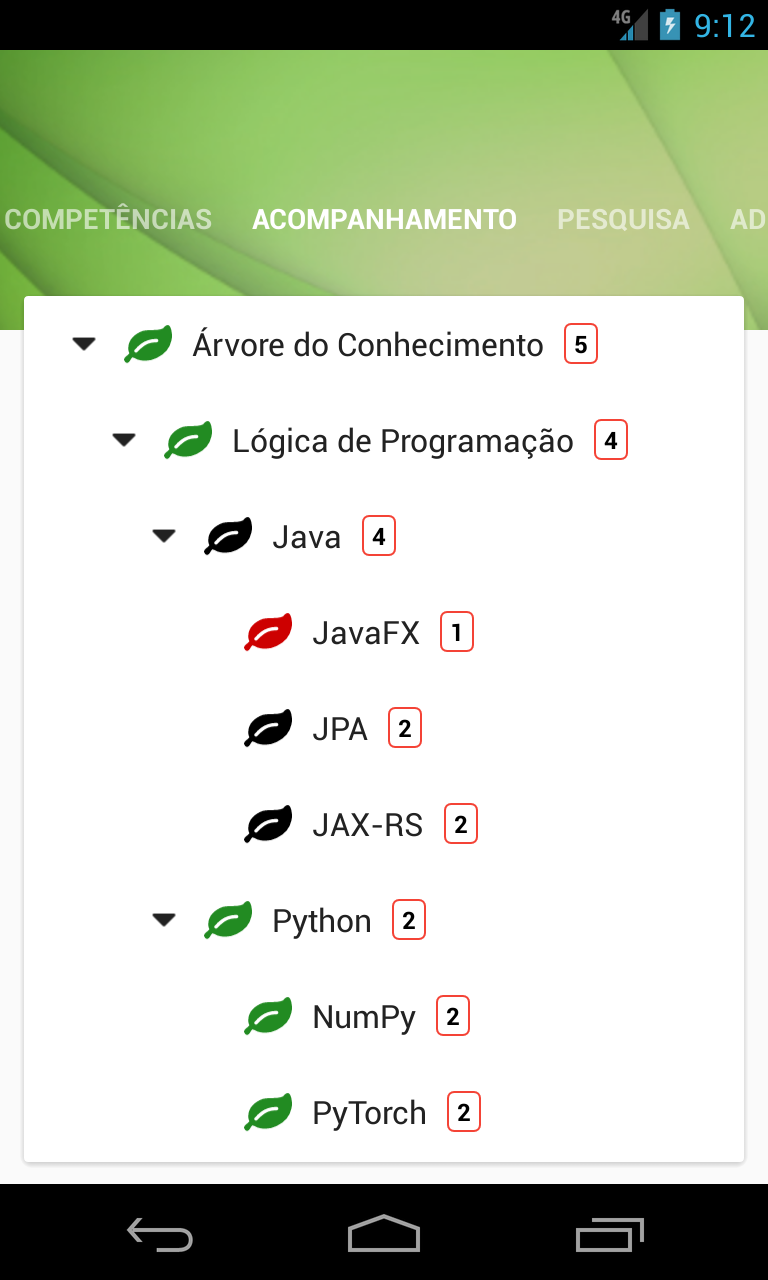 4G 9:12
COMPETÊNCIAS ACOMPANHAMENTO PESQUISA AD
Árvore do Conhecimento 5
Lógica de Programação 4
Java 4
JavaFX 1
JPA 2
JAX-RS 2
Python 2
NumPy 2
PyTorch 2